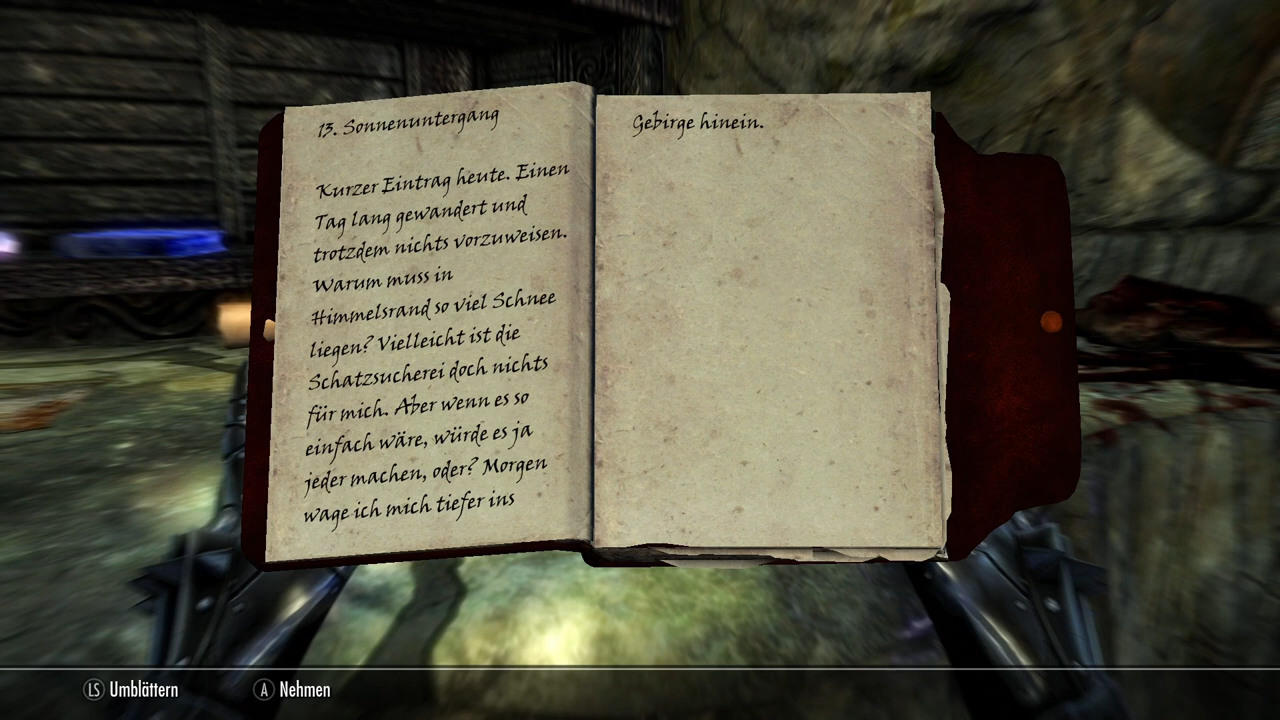 13. Sonnenuntergang
Kurzer Eintrag heute. Einen
Tag lang gewandert und
trotzdem nichts vorzuweisen.
Warum muss in
Himmelsrand so viel Schnee
liegen? Vielleicht ist die
Schatzsucherei doch nichts
für mich. Aber wenn es so
einfach wäre, würde es ja
jeder machen, oder? Morgen
wage ich mich tiefer ins
Gebirge hinein.
LS Umblättern
A Nehmen